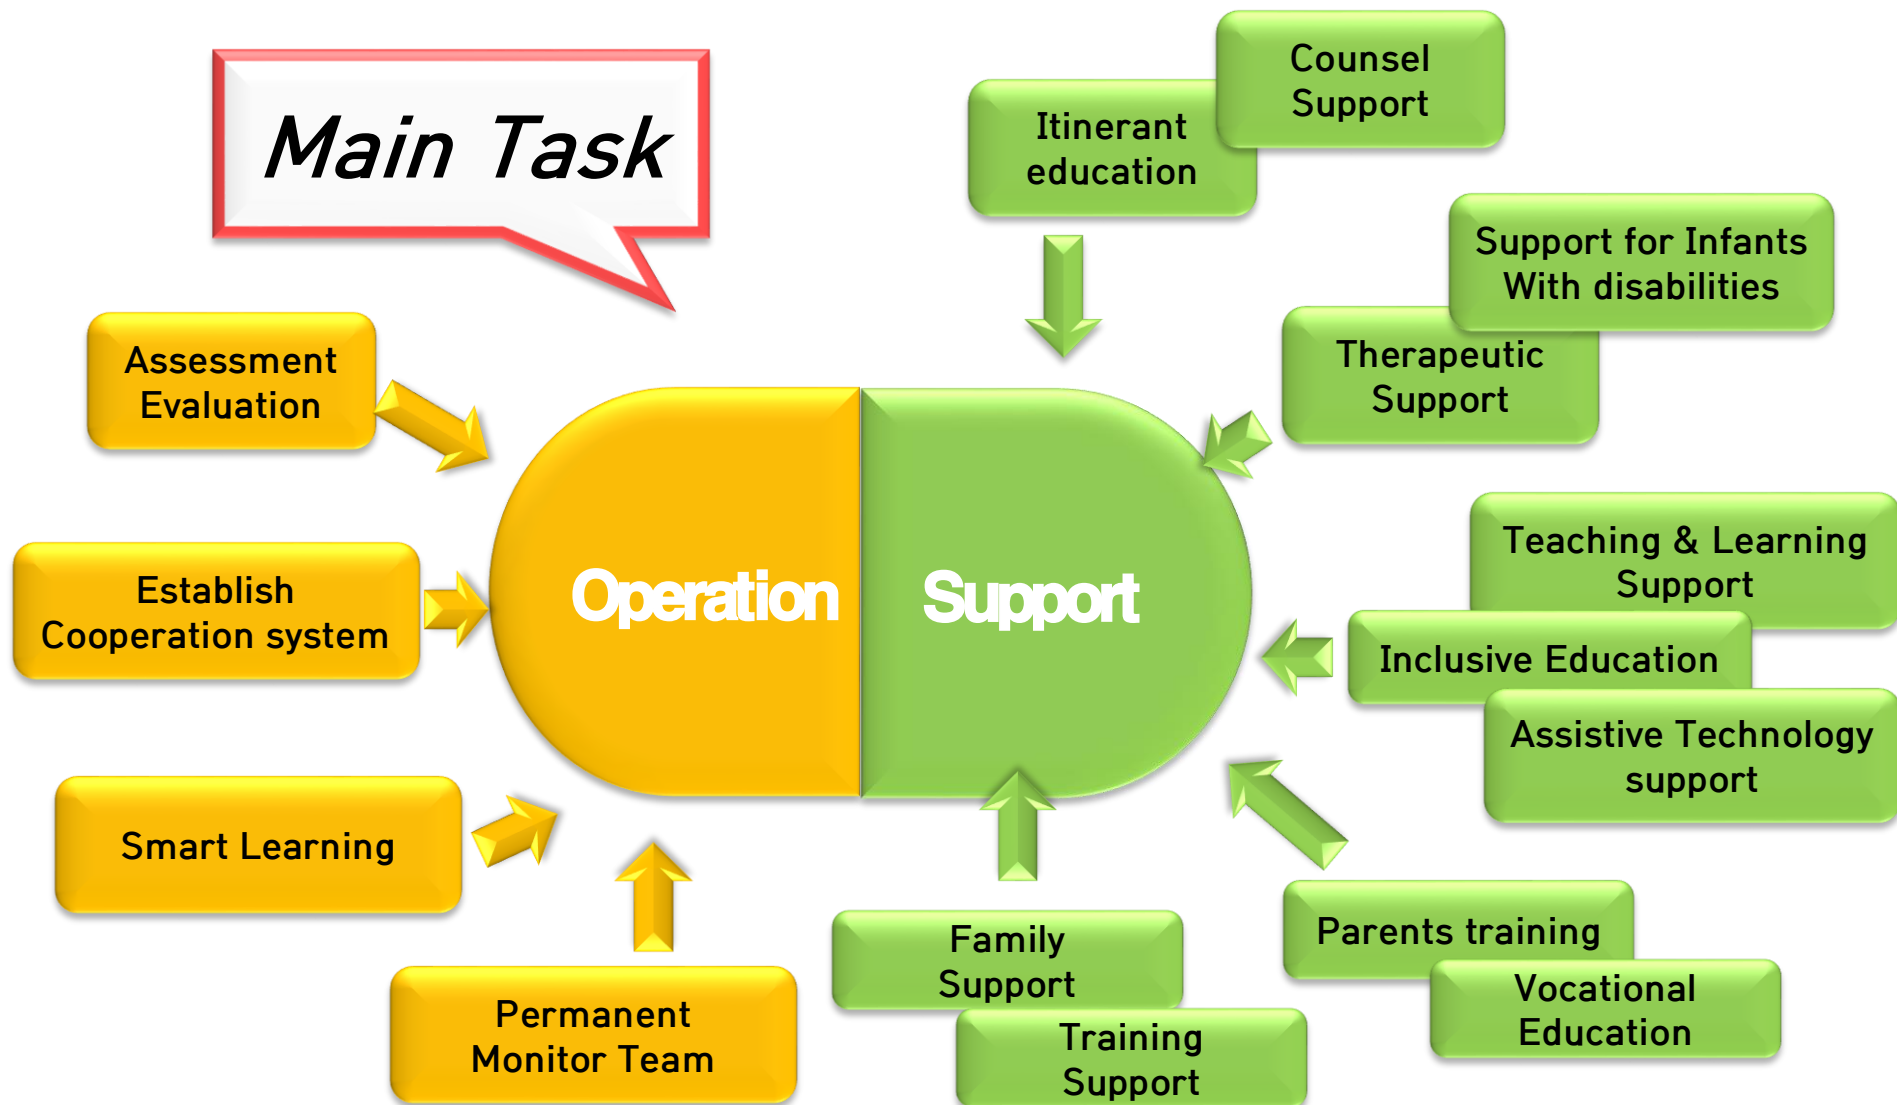 Main Task
Counsel
Support
Itinerant
education
Support for Infants
With disabilities
Therapeutic
Support
Assessment
Evaluation
Establish
Cooperation system
Operation
Support
Teaching & Learning
Support
Inclusive Education
Assistive Technology
support
Smart Learning
Permanent
Monitor Team
Family
Support
Training
Support
Parents training
Vocational
Education